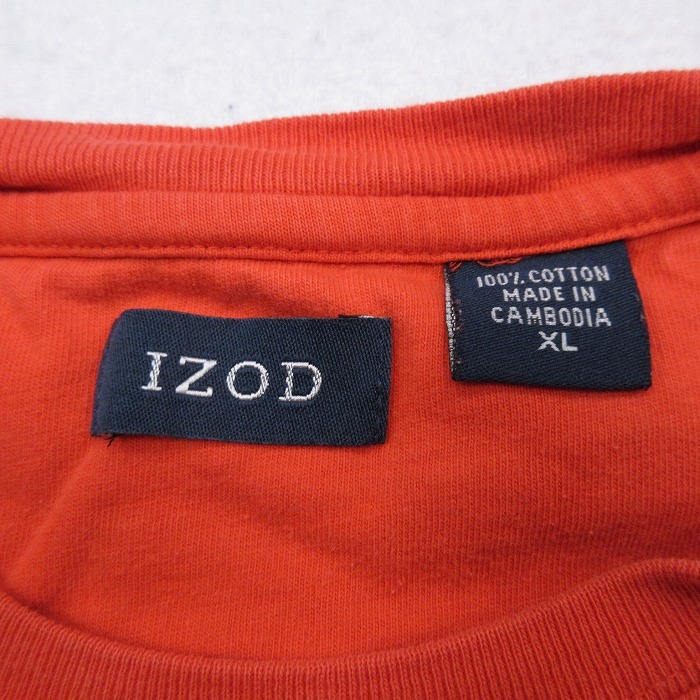 IZOD
100% COTTON
MADE IN
CAMBODIA
XL